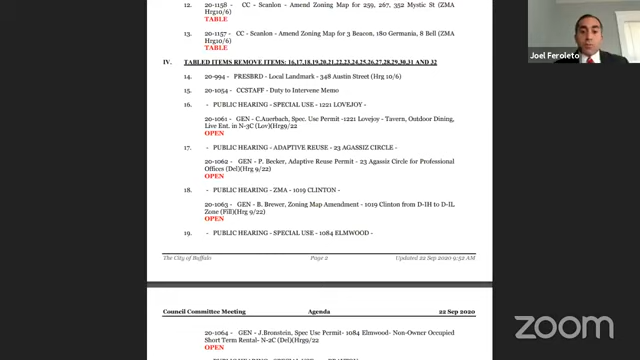 12. 20-1158 - CC - Scanlon - Amend Zoning Map for 259, 267, 352 Mystic St (ZMA
Hrg10/6)
TABLE
13. 20-1157 - CC - Scanlon - Amend Zoning Map for 3 Beacon, 180 Germania, 8 Bell (ZMA
Hrg10/6)
TABLE
IV. TABLED ITEMS REMOVE ITEMS: 16,17,18,19,20,21,22,23,24,25,26,27,28,29,30,31 AND 32
14. 20-994 - PRESBRD - Local Landmark - 348 Austin Street (Hrg 10/6)
15. 20-1054 - CCSTAFF - Duty to Intervene Memo
16. - PUBLIC HEARING - SPECIAL USE - 1221 LOVEJOY-
20-1061 - GEN - C.Auerbach, Spec. Use Permit -1221 Lovejoy - Tavern, Outdoor Dining,
Live Ent. in N-3C (Lov)(Hrg9/22
OPEN
17. - PUBLIC HEARING - ADAPTIVE REUSE - 23 AGASSIZ CIRCLE-
20-1062 - GEN - P. Becker, Adaptive Reuse Permit - 23 Agassiz Circle for Professional
Offices (Del)(Hrg 9/22)
OPEN
18. - PUBLIC HEARING - ZMA - 1019 CLINTON -
20-1063 - GEN - B. Brewer, Zoning Map Amendment - 1019 Clinton from D-IH to D-IL
Zone (Fill)(Hrg 9/22)
OPEN
19. - PUBLIC HEARING - SPECIAL USE - 1084 ELMWOOD -
The City of Buffalo Page 2 Updated 22 Sep 2020 9:52 AM
Council Committee Meeting Agenda 22 Sep 2020
20-1064 - GEN - J.Bronstein, Spec Use Permit- 1084 Elmwood- Non-Owner Occupied
Short Term Rental- N-2C (Del)(Hrg9/22)
OPEN
Joel Feroleto
zoom